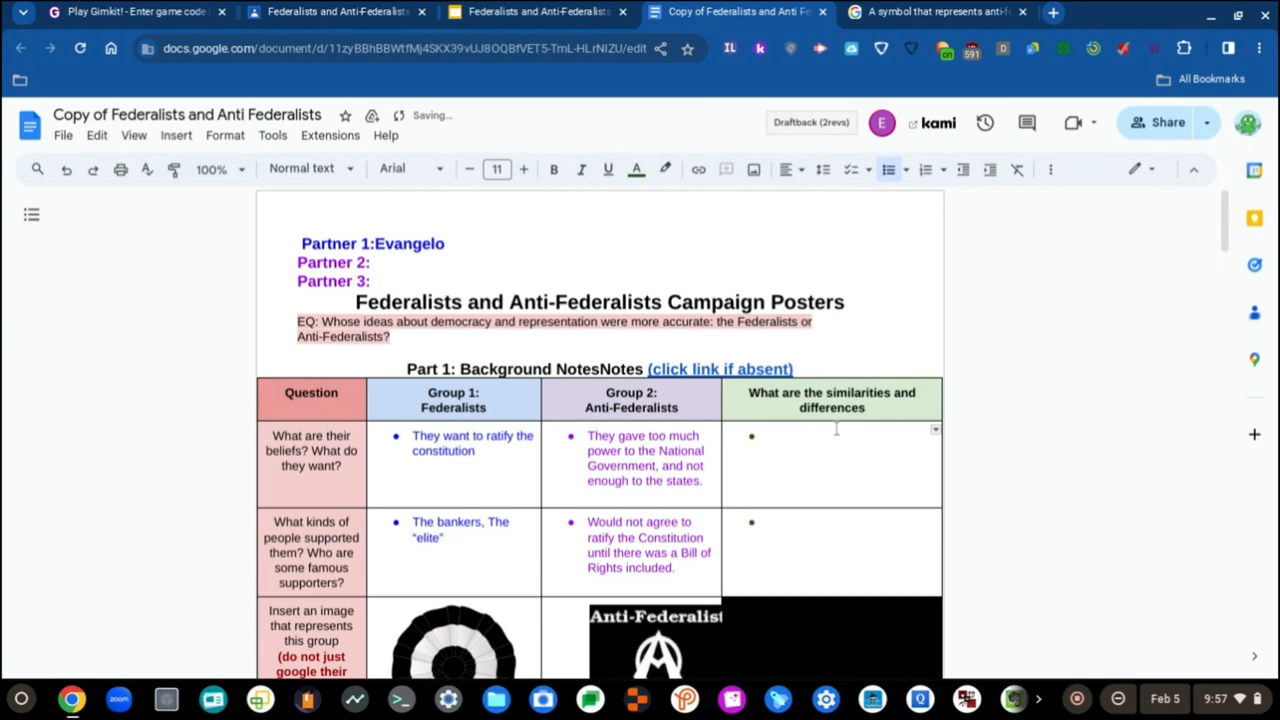 Play Gimkit! - Enter game code
Federalists and Anti-Federalists
Federalists and Anti-Federalists
Copy of Federalists and Anti Fe
A symbol that represents anti-f
docs.google.com/document/d/11zyBBhBBWtfMj4SKX39vUJ8OQBfVET5-TmL-HLrNIZU/edit
IL
k
on
591
D
All Bookmarks
Copy of Federalists and Anti Federalists
Saving...
File Edit View Insert Format Tools Extensions Help
Draftback (2revs)
E
kami
Share
100%
Normal text
Arial
11
B I U A
Partner 1:Evangelo
Partner 2:
Partner 3:
Federalists and Anti-Federalists Campaign Posters
EQ: Whose ideas about democracy and representation were more accurate: the Federalists or
Anti-Federalists?
Part 1: Background NotesNotes (click link if absent)
Question
Group 1:
Federalists
Group 2:
Anti-Federalists
What are the similarities and
differences
What are their
beliefs? What do
they want?
They want to ratify the
constitution
They gave too much
power to the National
Government, and not
enough to the states.
What kinds of
people supported
them? Who are
some famous
supporters?
The bankers, The
“elite”
Would not agree to
ratify the Constitution
until there was a Bill of
Rights included.
Insert an image
that represents
this group
(do not just
google their
Anti-Federalist
zoom
Feb 5
9:57